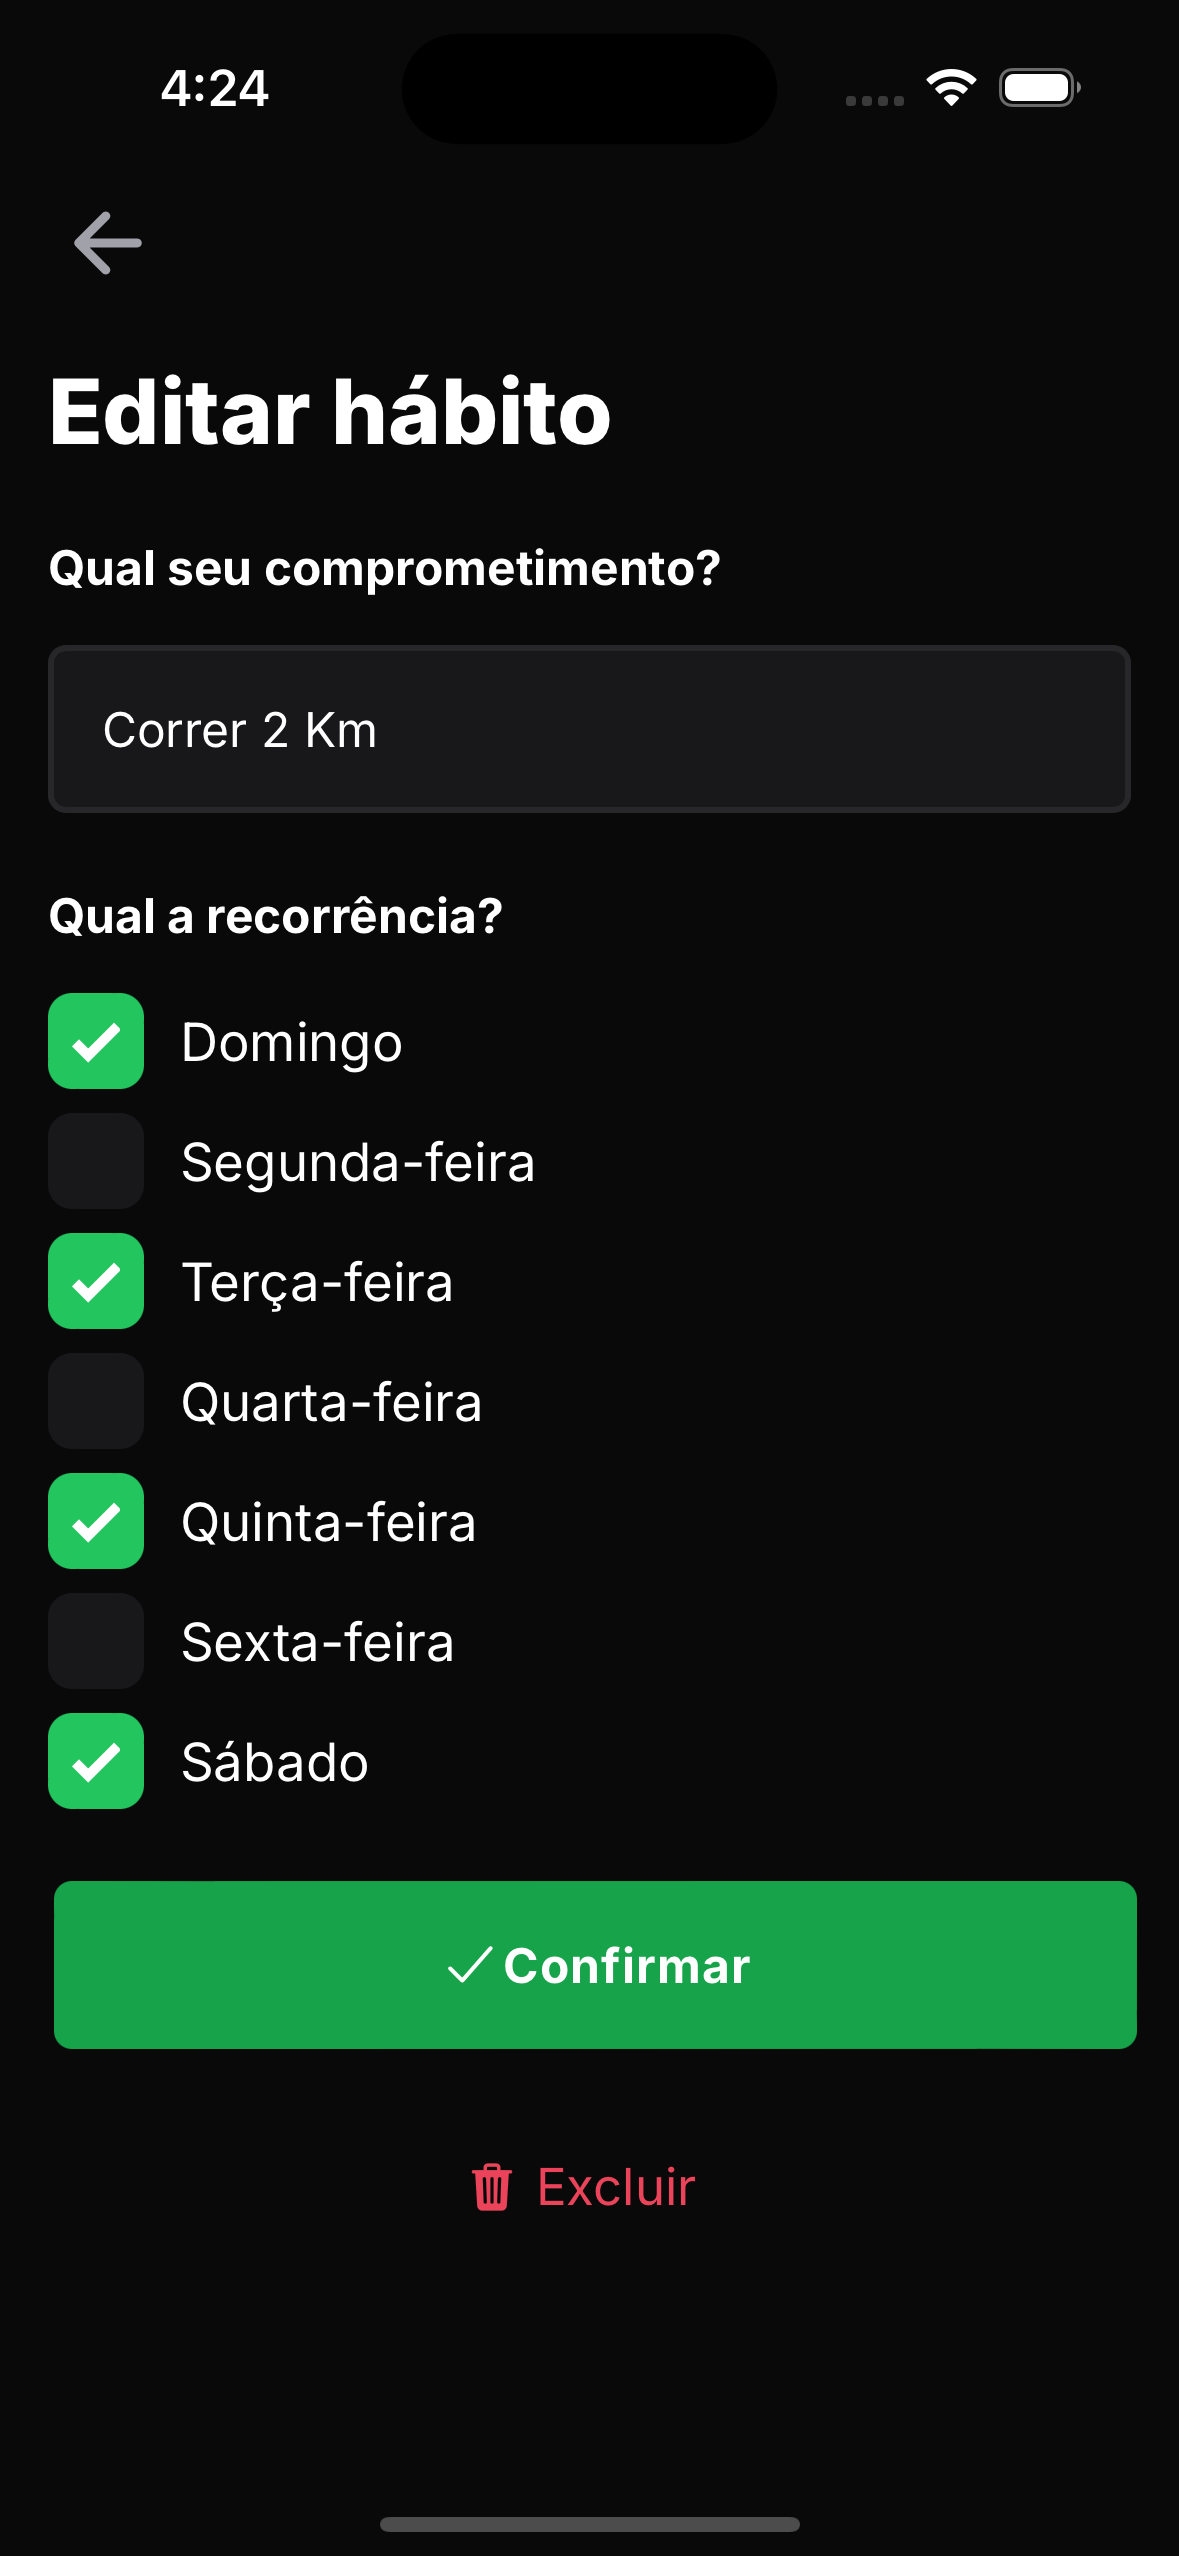 4:24
Editar hábito
Qual seu comprometimento?
Correr 2 Km
Qual a recorrência?
Domingo
Segunda-feira
Terça-feira
Quarta-feira
Quinta-feira
Sexta-feira
Sábado
Confirmar
Excluir